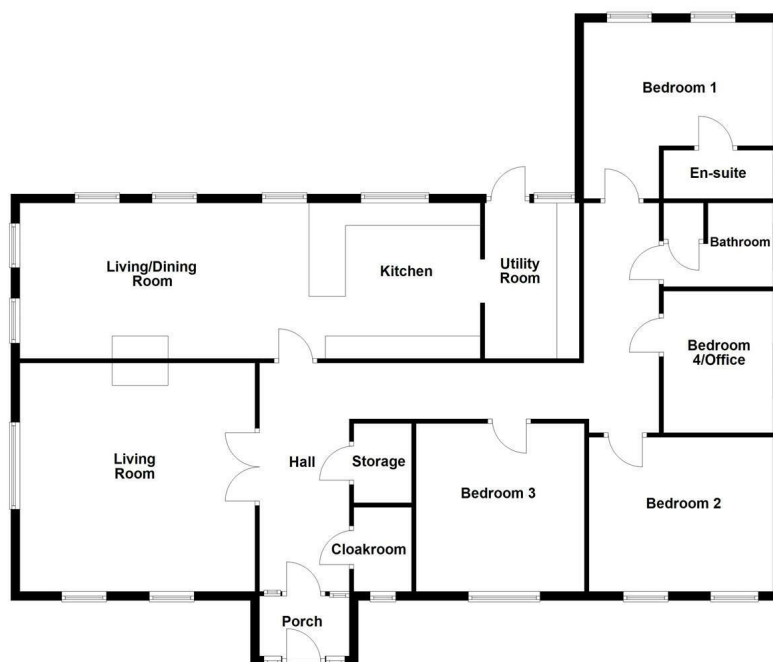 Bedroom 1
En-suite
Bathroom
Living/Dining
Room
Kitchen
Utility
Room
Bedroom
4/Office
Living
Room
Hall
Storage
Bedroom 3
Bedroom 2
Cloakroom
Porch